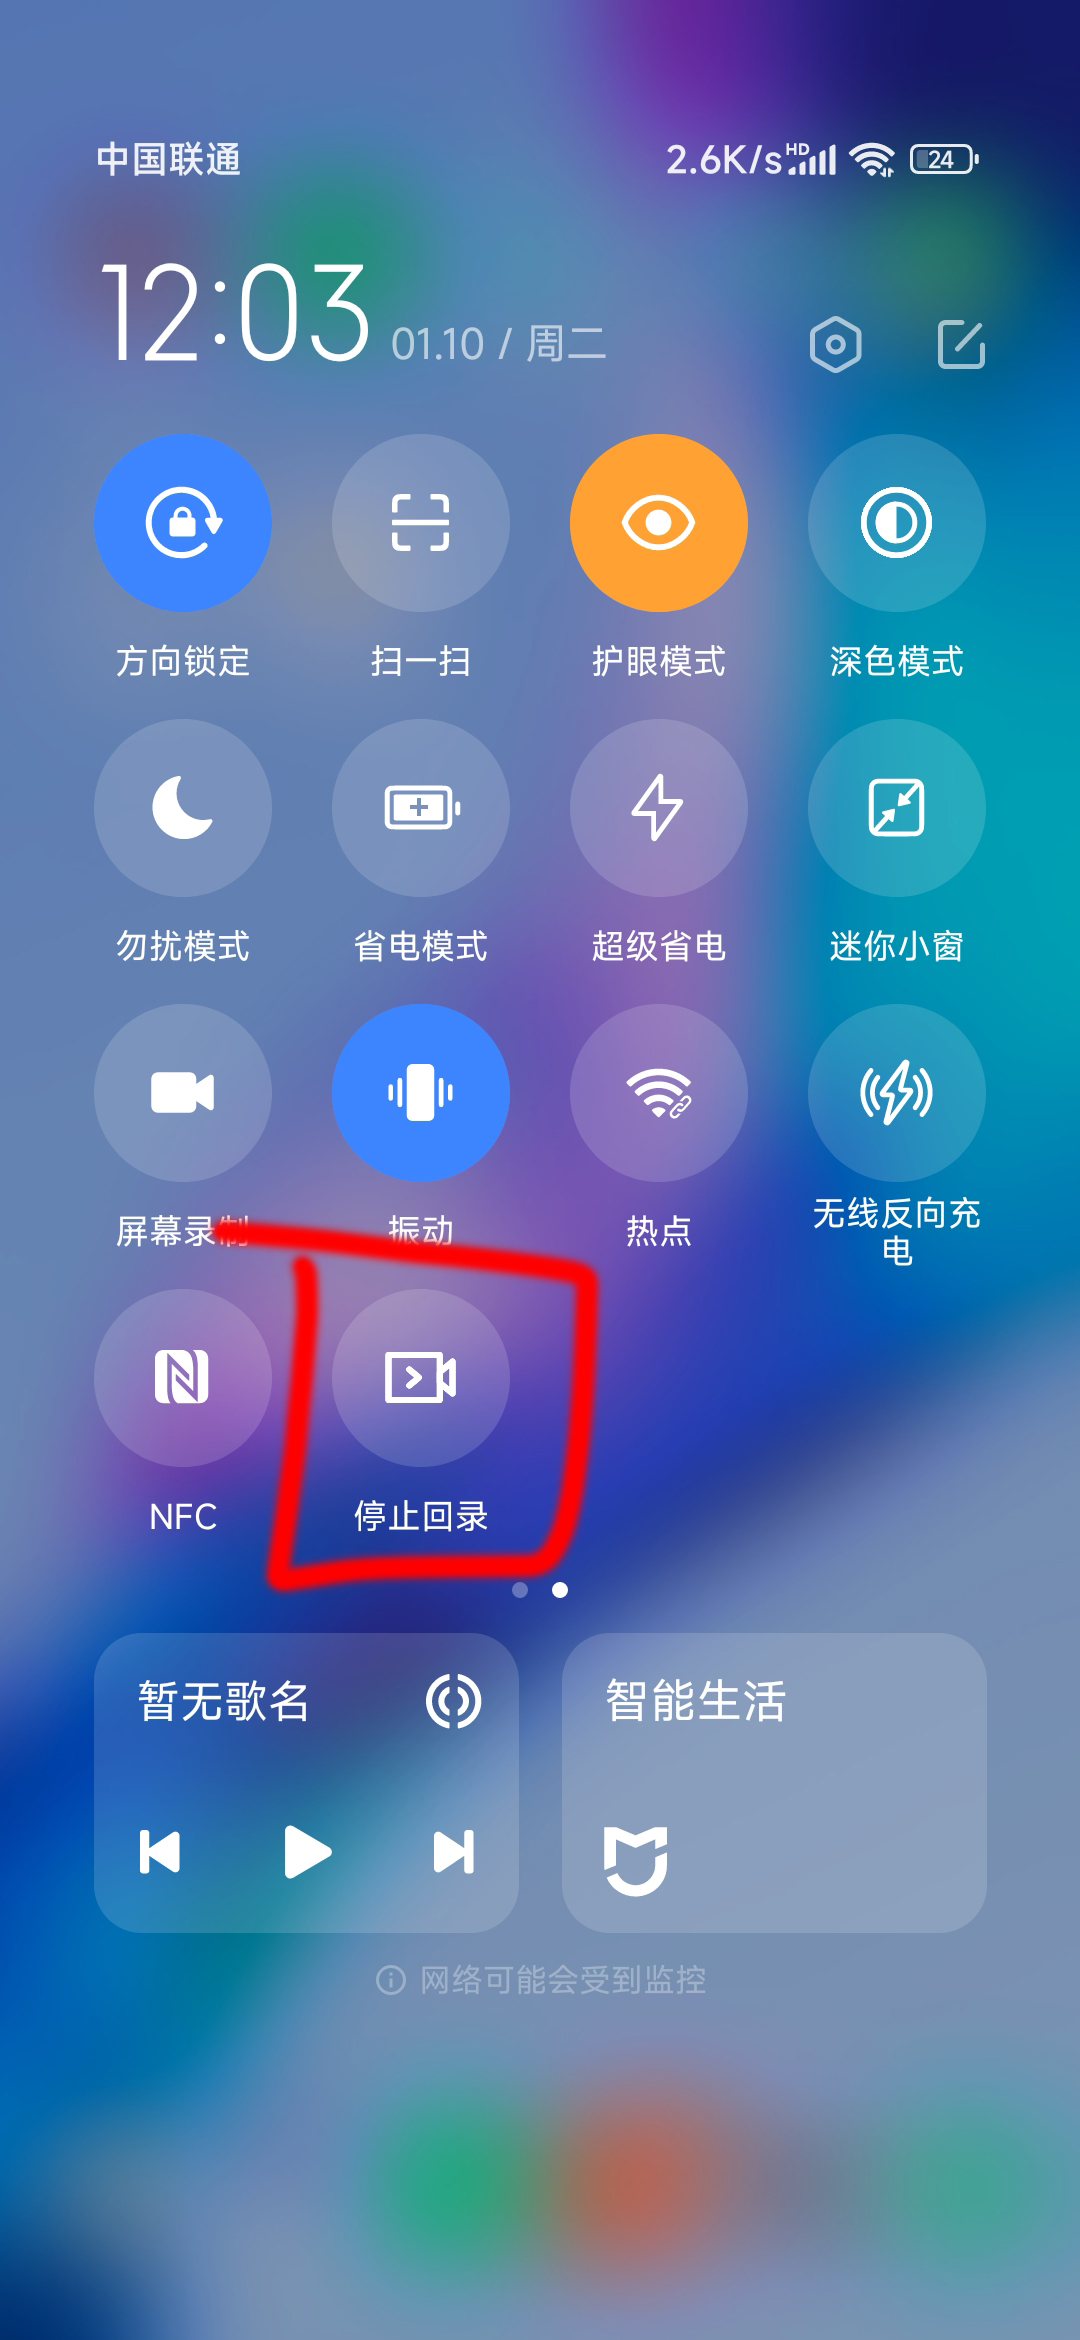 中国联通 2.6K/s HD 24
12:03 01.10 / 周二
方向锁定 扫一扫 护眼模式 深色模式
勿扰模式 省电模式 超级省电 迷你小窗
屏幕录制 振动 热点 无线反向充
电
NFC 停止回录
暂无歌名 智能生活
网络可能会受到监控